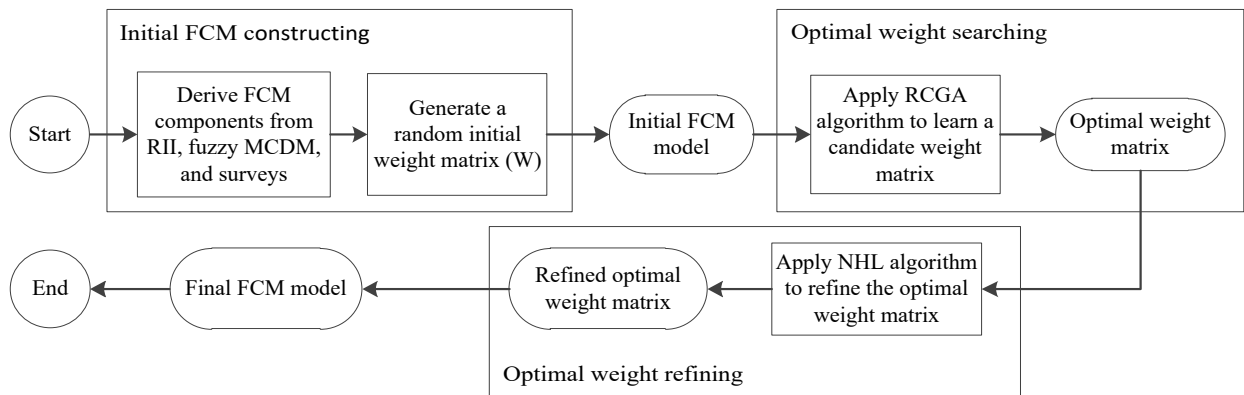 Initial FCM constructing
Start
Derive FCM
components from
RII, fuzzy MCDM,
and surveys
Generate a
random initial
weight matrix (W)
Initial FCM
model
Optimal weight searching
Apply RCGA
algorithm to learn a
candidate weight
matrix
Optimal weight
matrix
Apply NHL algorithm
to refine the optimal
weight matrix
Refined optimal
weight matrix
Optimal weight refining
Final FCM model
End